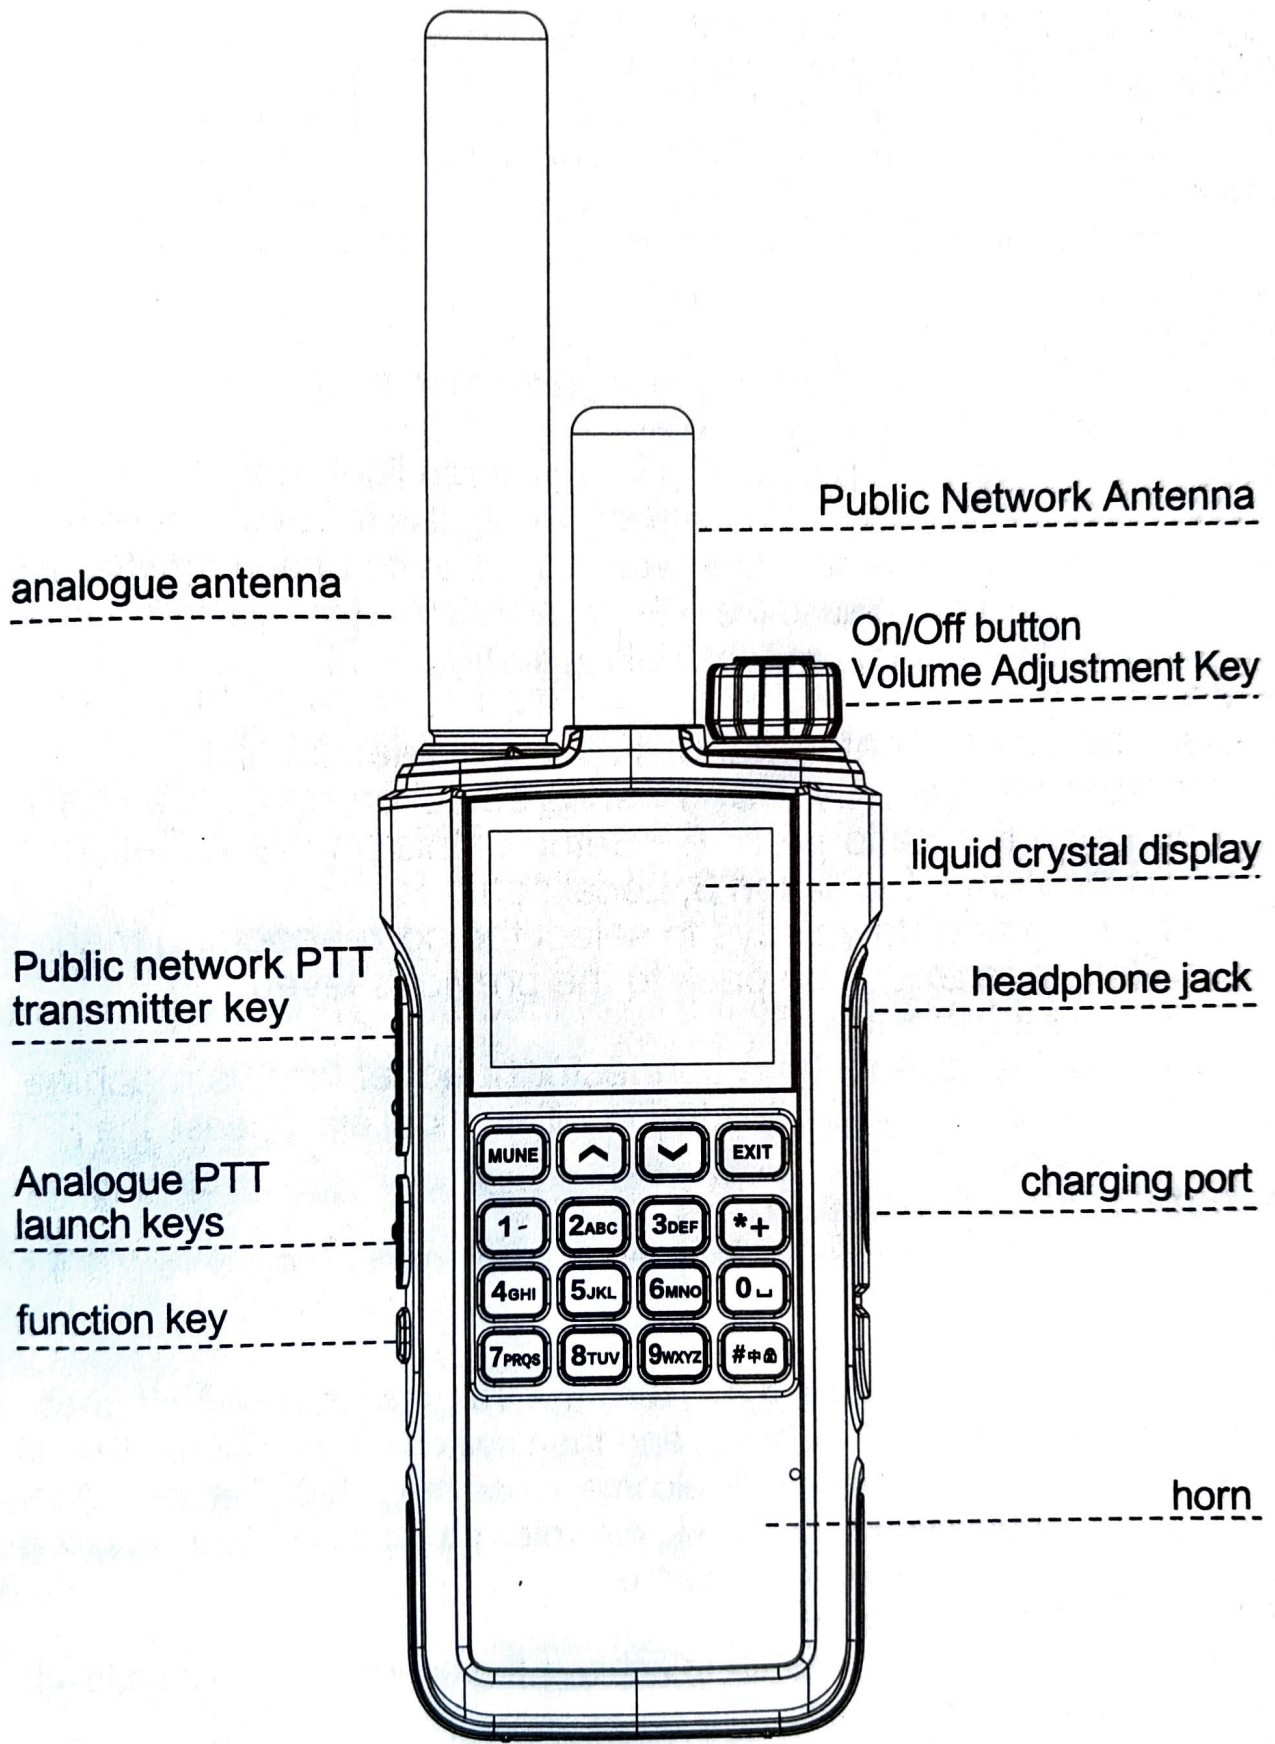 Public Network Antenna
analogue antenna
On/Off button
Volume Adjustment Key
liquid crystal display
Public network PTT
transmitter key
headphone jack
MUNE
EXIT
Analogue PTT
launch keys
charging port
1-
2ABC
3DEF
*+
4GHI
5JKL
6MNO
0
function key
7PRQS
8TUV
9WXYZ
#中
horn